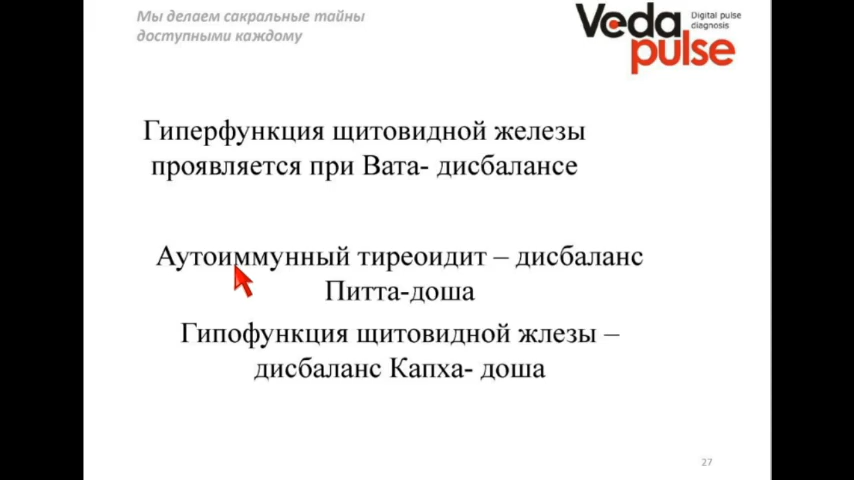 Мы делаем сакральные тайны
доступными каждому
Veda
pulse
Digital pulse
diagnosis
Гиперфункция щитовидной железы
проявляется при Вата- дисбалансе
Аутоиммунный тиреоидит – дисбаланс
Питта-доша
Гипофункция щитовидной жлезы –
дисбаланс Капха- доша
27